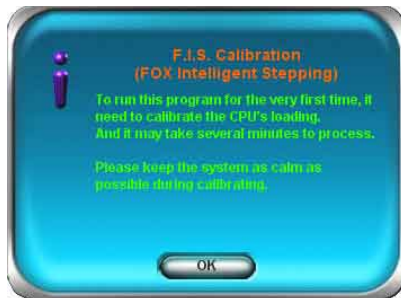 F.I.S. Calibration
(FOX Intelligent Stepping)
To run this program for the very first time, it
need to calibrate the CPU's loading.
And it may take several minutes to process.
Please keep the system as calm as
possible during calibrating.
OK